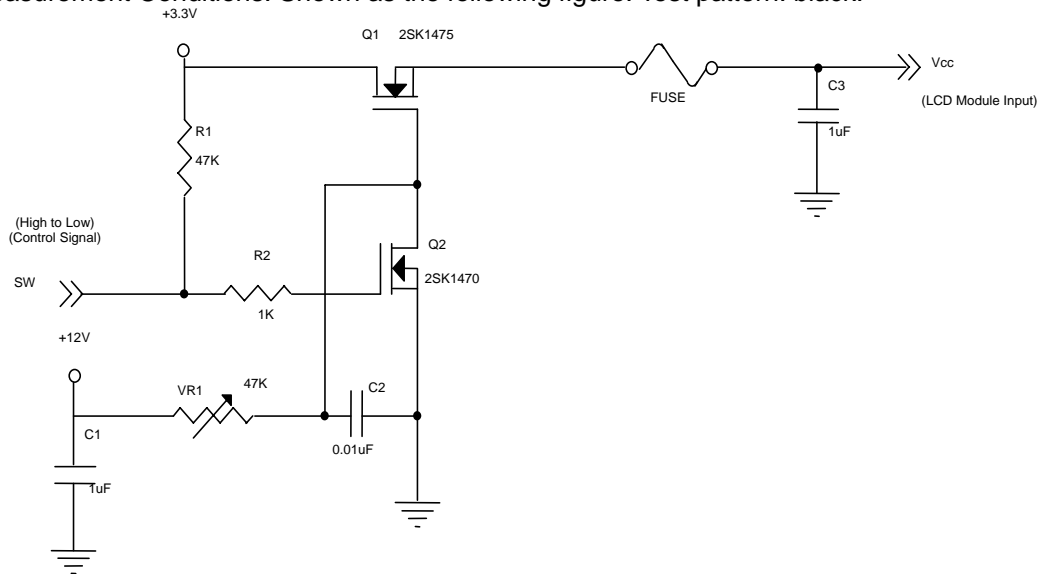 +3.3V
Q1 2SK1475
Vcc
FUSE
C3
(LCD Module Input)
R1
1uF
47K
(High to Low)
(Control Signal)
Q2
R2
SW
2SK1470
1K
+12V
VR1
47K
C2
C1
0.01uF
1uF